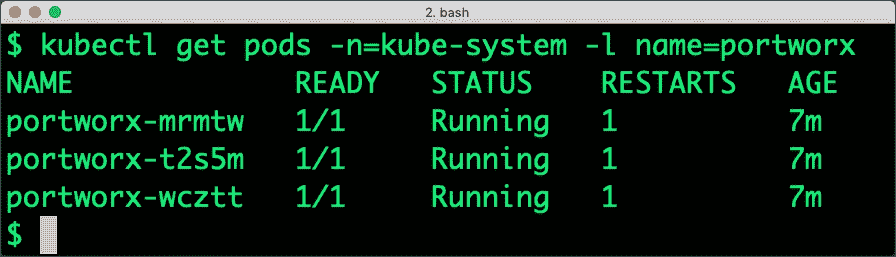 2. bash
$ kubectl get pods -n=kube-system -l name=portworx
NAME READY STATUS RESTARTS AGE
portworx-mrmtw 1/1 Running 1 7m
portworx-t2s5m 1/1 Running 1 7m
portworx-wcztt 1/1 Running 1 7m
$